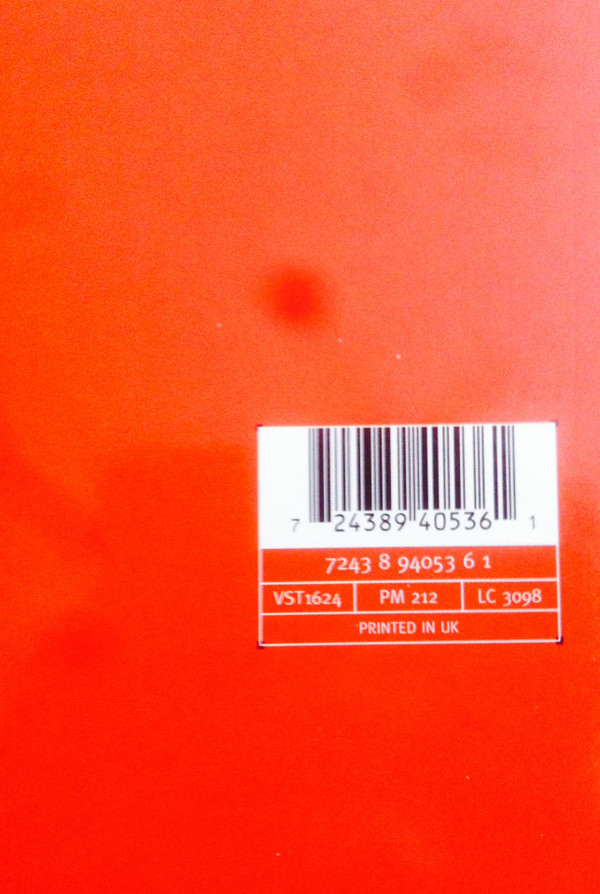 7 24389 40536 1
7243 8 94053 6 1
VST1624 PM 212 LC 3098
PRINTED IN UK